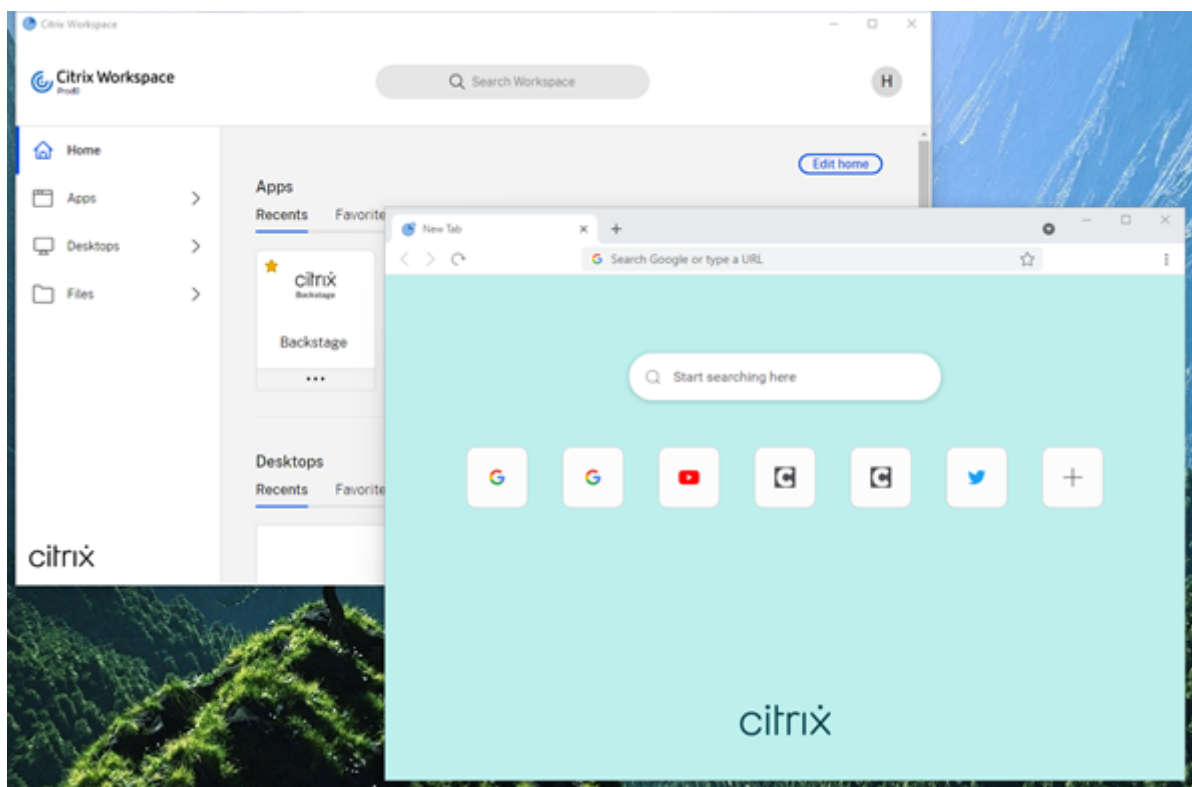 Citrix Workspace
Citrix Workspace
Prod0
Search Workspace
H
Home
Apps
Desktops
Files
citrix
Edit home
Apps
Recents Favorite
citrix
Backstage
Backstage
Desktops
Recents Favorite
New Tab
Search Google or type a URL
Start searching here
citrix